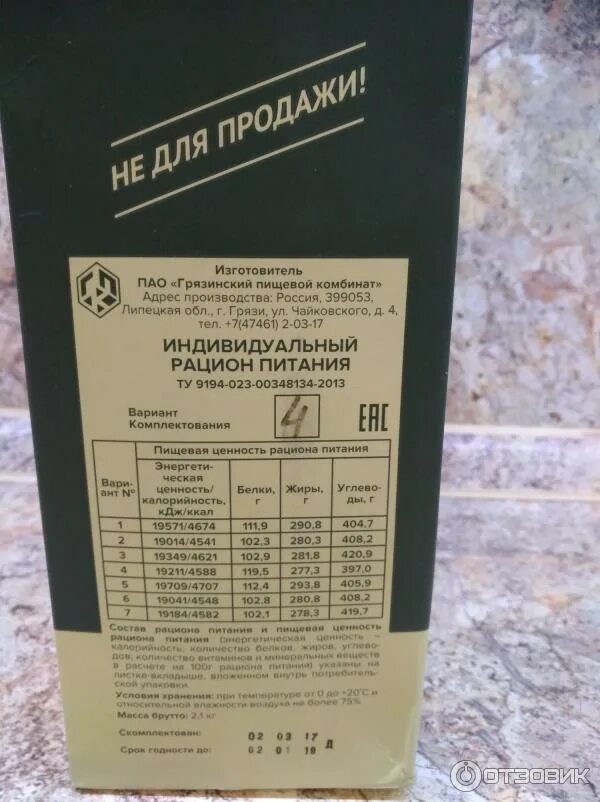 НЕ ДЛЯ ПРОДАЖИ!
Изготовитель
ПАО «Грязинский пищевой комбинат»
Адрес производства: Россия, 399053,
Липецкая обл., г. Грязи, ул. Чайковского, д. 4,
тел. +7(47461) 2-03-17
ИНДИВИДУАЛЬНЫЙ
РАЦИОН ПИТАНИЯ
ТУ 9194-023-00348134-2013
Вариант
Комплектования 4 ЕАС
Пищевая ценность рациона питания
Вари-
ант №
Энергети-
ческая
ценность/
калорийность,
кДж/ккал
Белки,
г
Жиры,
г
Углево-
ды, г
1 19571/4674 111,9 290,8 404,7
2 19014/4541 102,3 280,3 408,2
3 19349/4621 102,9 281,8 420,9
4 19211/4588 119,5 277,3 397,0
5 19709/4707 112,4 293,8 405,9
6 19041/4548 102,8 280,8 408,2
7 19184/4582 102,1 278,3 419,7
Состав рациона питания и пищевая ценность
рациона питания (энергетическая ценность –
калорийность, количество белков, жиров, углево-
дов; количество витаминов и минеральных веществ
в расчете на 100г рациона питания) указаны на
листке-вкладыше, вложенном внутрь потребитель-
ской упаковки.
Условия хранения: при температуре от 0 до +20°С и
относительной влажности воздуха не более 75%
Масса брутто: 2,1 кг
Скомплектован: 02 03 17 Д
Срок годности до: 02 01 19
ОТЗОВИК